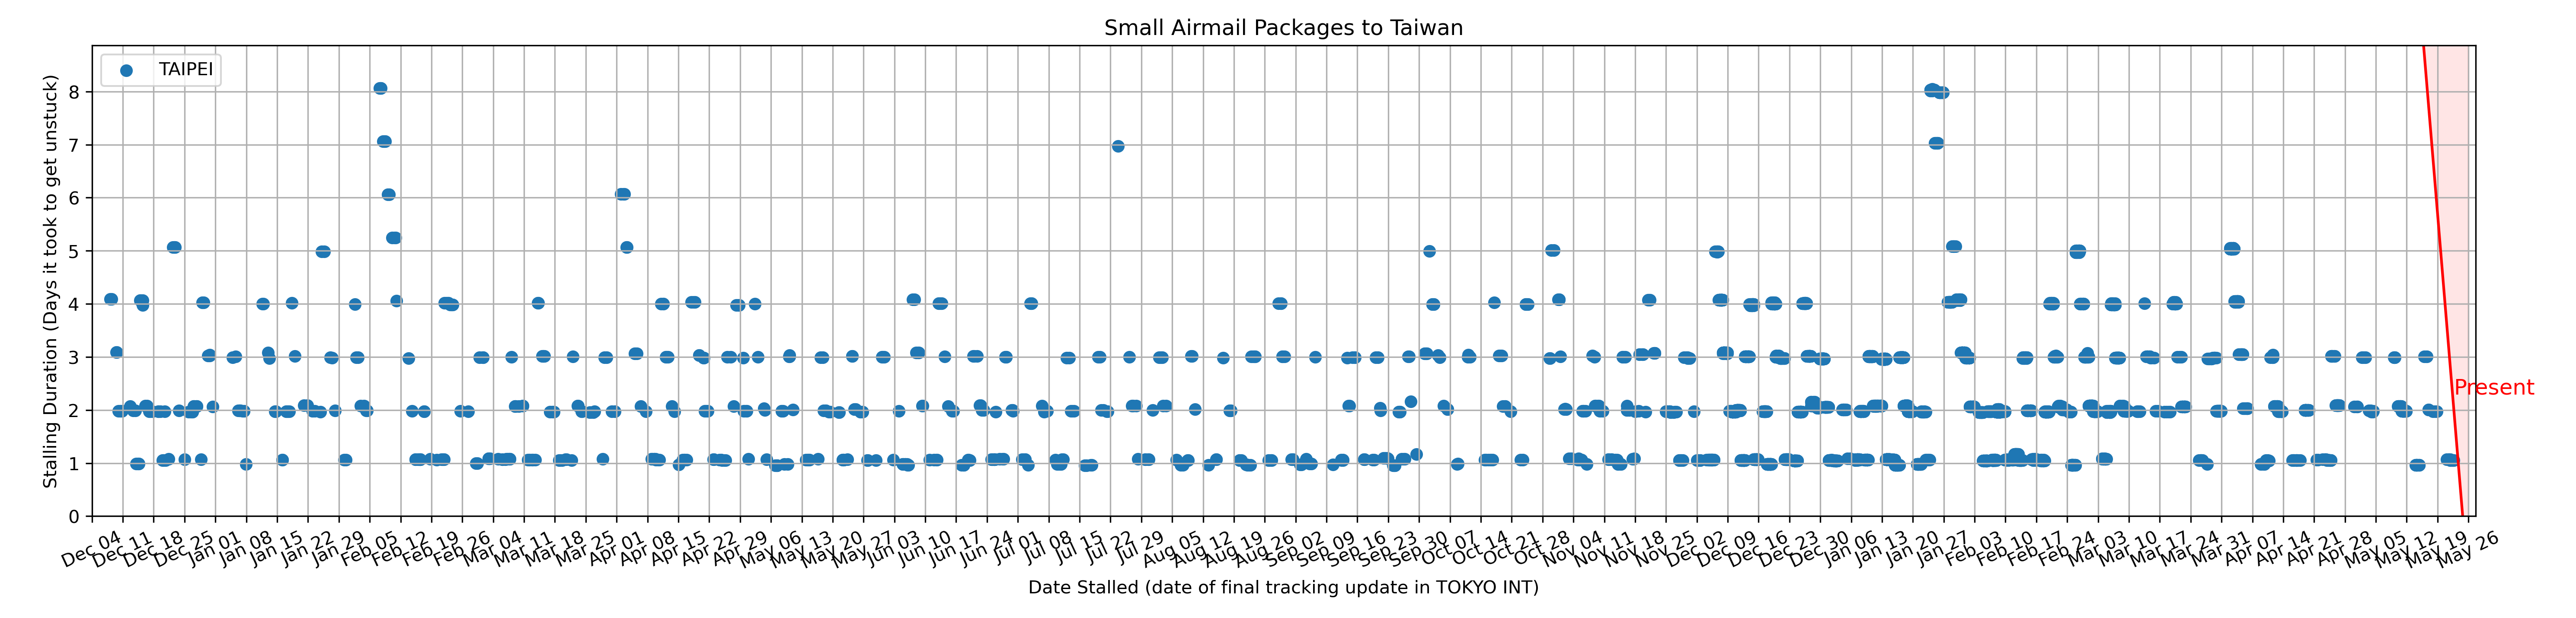 Small Airmail Packages to Taiwan
TAIPEI
Stalling Duration (Days it took to get unstuck)
8
7
6
5
4
3
2
1
0
Present
Dec 04
Dec 11
Dec 18
Dec 25
Jan 01
Jan 08
Jan 15
Jan 22
Jan 29
Feb 05
Feb 12
Feb 19
Feb 26
Mar 04
Mar 11
Mar 18
Mar 25
Apr 01
Apr 08
Apr 15
Apr 22
Apr 29
May 06
May 13
May 20
May 27
Jun 03
Jun 10
Jun 17
Jun 24
Jul 01
Jul 08
Jul 15
Jul 22
Jul 29
Aug 05
Aug 12
Aug 19
Aug 26
Sep 02
Sep 09
Sep 16
Sep 23
Sep 30
Oct 07
Oct 14
Oct 21
Oct 28
Nov 04
Nov 11
Nov 18
Nov 25
Dec 02
Dec 09
Dec 16
Dec 23
Dec 30
Jan 06
Jan 13
Jan 20
Jan 27
Feb 03
Feb 10
Feb 17
Feb 24
Mar 03
Mar 10
Mar 17
Mar 24
Mar 31
Apr 07
Apr 14
Apr 21
Apr 28
May 05
May 12
May 19
May 26
Date Stalled (date of final tracking update in TOKYO INT)